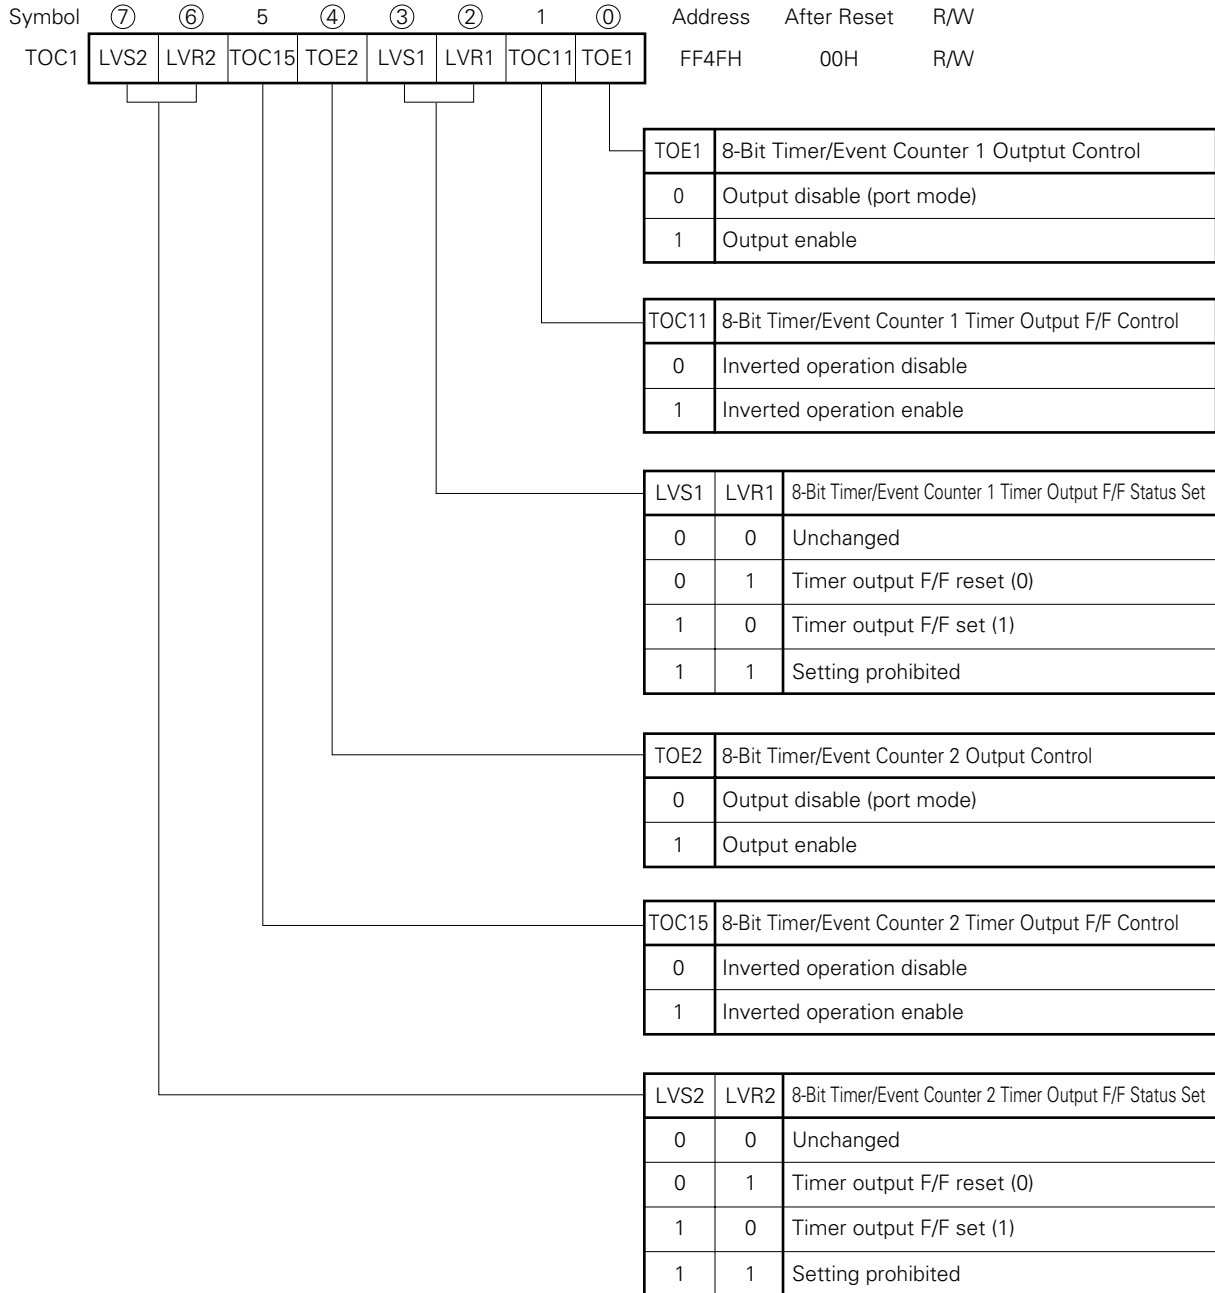 Symbol ⑦ ⑥ 5 ④ ③ ② 1 ⓪ Address After Reset R/W
TOC1 LVS2 LVR2 TOC15 TOE2 LVS1 LVR1 TOC11 TOE1 FF4FH 00H R/W
TOE1 8-Bit Timer/Event Counter 1 Outptut Control
0 Output disable (port mode)
1 Output enable
TOC11 8-Bit Timer/Event Counter 1 Timer Output F/F Control
0 Inverted operation disable
1 Inverted operation enable
LVS1 LVR1 8-Bit Timer/Event Counter 1 Timer Output F/F Status Set
0 0 Unchanged
0 1 Timer output F/F reset (0)
1 0 Timer output F/F set (1)
1 1 Setting prohibited
TOE2 8-Bit Timer/Event Counter 2 Output Control
0 Output disable (port mode)
1 Output enable
TOC15 8-Bit Timer/Event Counter 2 Timer Output F/F Control
0 Inverted operation disable
1 Inverted operation enable
LVS2 LVR2 8-Bit Timer/Event Counter 2 Timer Output F/F Status Set
0 0 Unchanged
0 1 Timer output F/F reset (0)
1 0 Timer output F/F set (1)
1 1 Setting prohibited